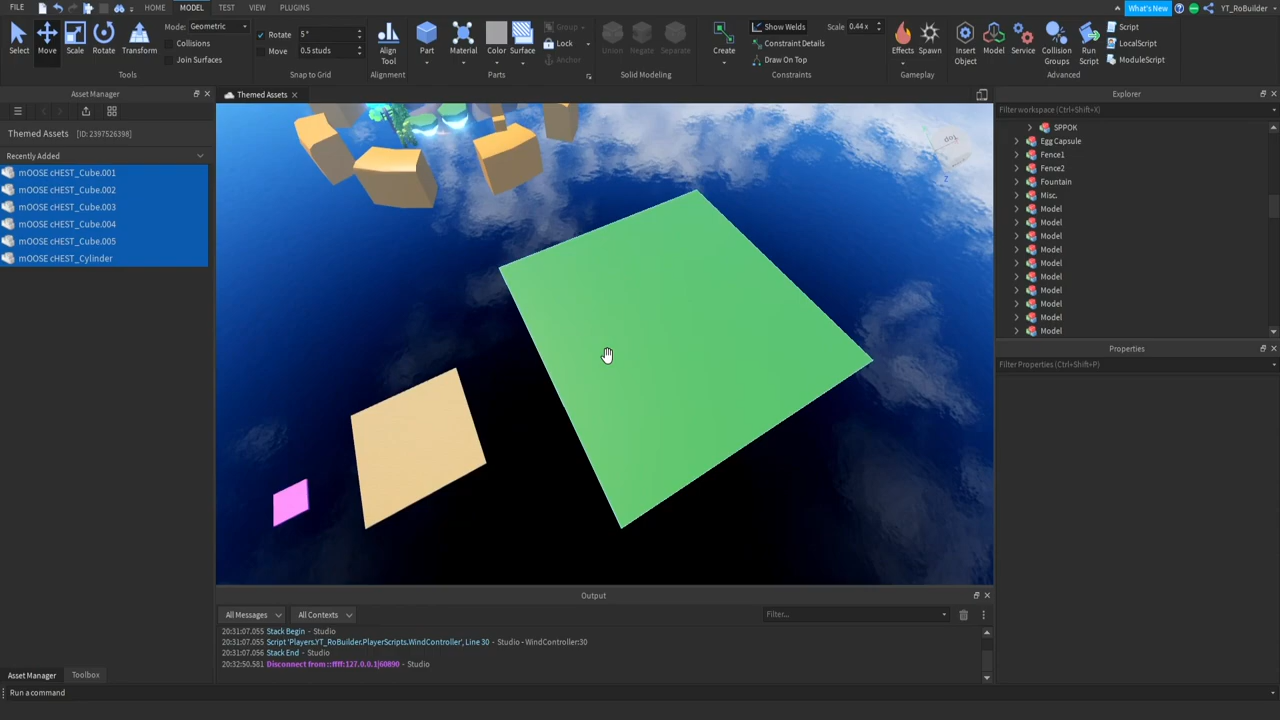 FILE HOME MODEL TEST VIEW PLUGINS What's New YT_RoBuilder
Select Move Scale Rotate Transform
Mode: Geometric
Collisions
Join Surfaces
Tools
Rotate 5°
Move 0.5 studs
Snap to Grid
Align Tool
Alignment
Part Material Color Surface
Group
Lock
Anchor
Parts
Union Negate Separate
Solid Modeling
Create
Show Welds Scale 0.44 x
Constraint Details
Draw On Top
Constraints
Effects Spawn
Gameplay
Insert Object Model Service Collision Groups Run Script
Script
LocalScript
ModuleScript
Advanced
Asset Manager
Themed Assets [ID: 2397526398]
Recently Added
mOOSE cHEST_Cube.001
mOOSE cHEST_Cube.002
mOOSE cHEST_Cube.003
mOOSE cHEST_Cube.004
mOOSE cHEST_Cube.005
mOOSE cHEST_Cylinder
Themed Assets
Top
Z
Explorer
Filter workspace (Ctrl+Shift+X)
SPPOK
Egg Capsule
Fence1
Fence2
Fountain
Misc.
Model
Model
Model
Model
Model
Model
Model
Model
Model
Model
Properties
Filter Properties (Ctrl+Shift+P)
Output
All Messages All Contexts Filter...
20:31:07.055 Stack Begin - Studio
20:31:07.055 Script 'Players.YT_RoBuilder.PlayerScripts.WindController', Line 30 - Studio - WindController:30
20:31:07.056 Stack End - Studio
20:32:50.581 Disconnect from ::ffff:127.0.0.1|60890 - Studio
Asset Manager Toolbox
Run a command